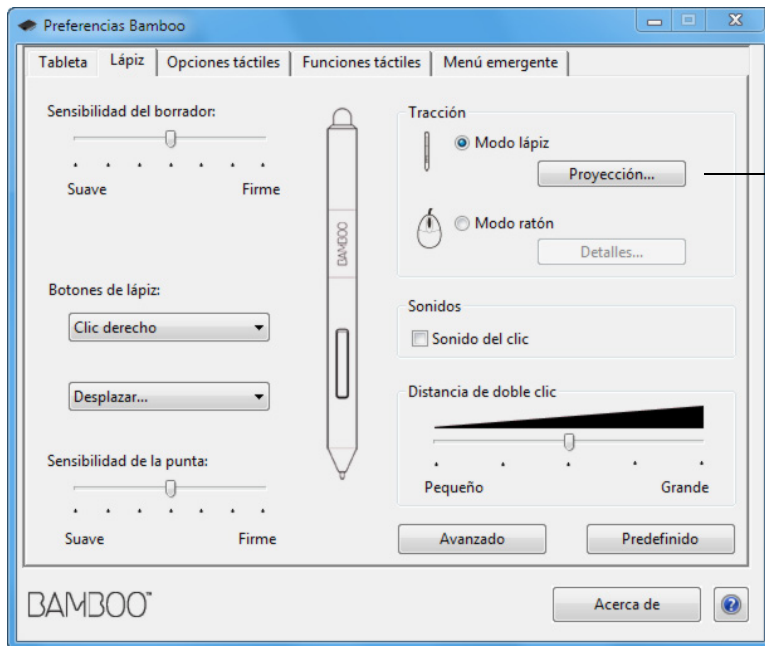 Preferencias Bamboo
Tableta Lápiz Opciones táctiles Funciones táctiles Menú emergente
Sensibilidad del borrador:
Suave Firme
BAMBOO
Botones de lápiz:
Clic derecho
Desplazar...
Sensibilidad de la punta:
Suave Firme
Tracción
Modo lápiz
Proyección...
Modo ratón
Detalles...
Sonidos
Sonido del clic
Distancia de doble clic
Pequeño Grande
Avanzado Predefinido
BAMBOO™ Acerca de ?